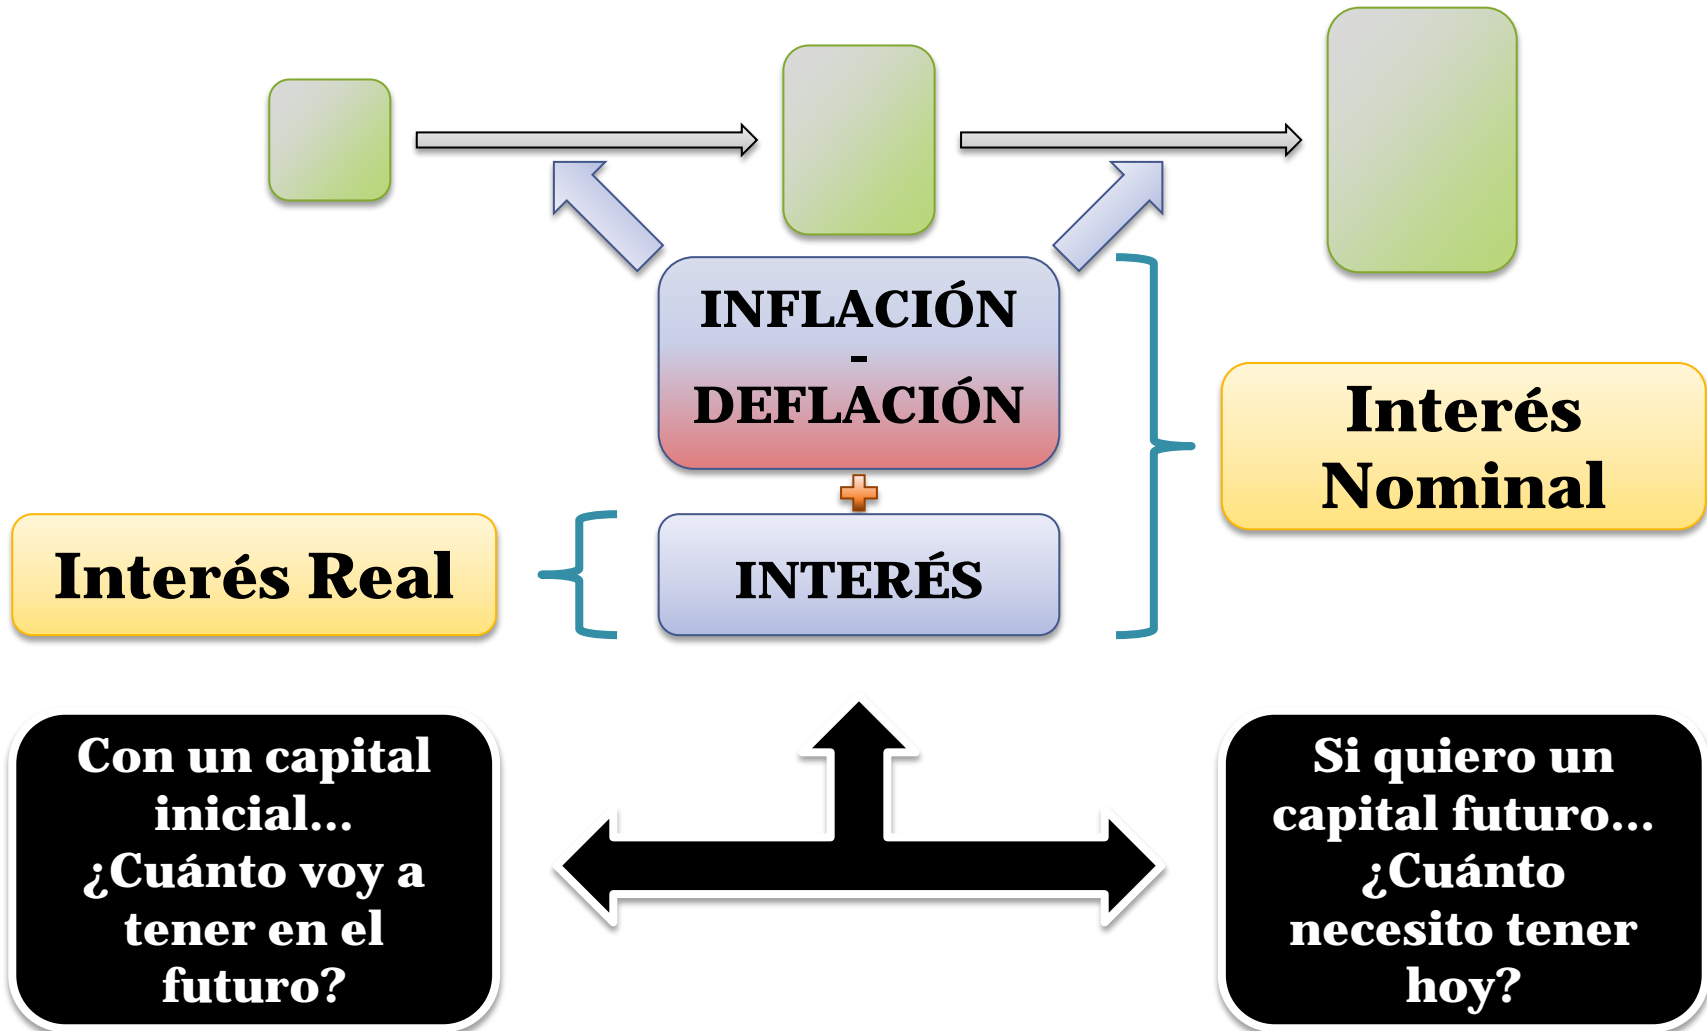 INFLACIÓN
-
DEFLACIÓN
Interés
Nominal
Interés Real
INTERÉS
Con un capital
inicial...
¿Cuánto voy a
tener en el
futuro?
Si quiero un
capital futuro...
¿Cuánto
necesito tener
hoy?